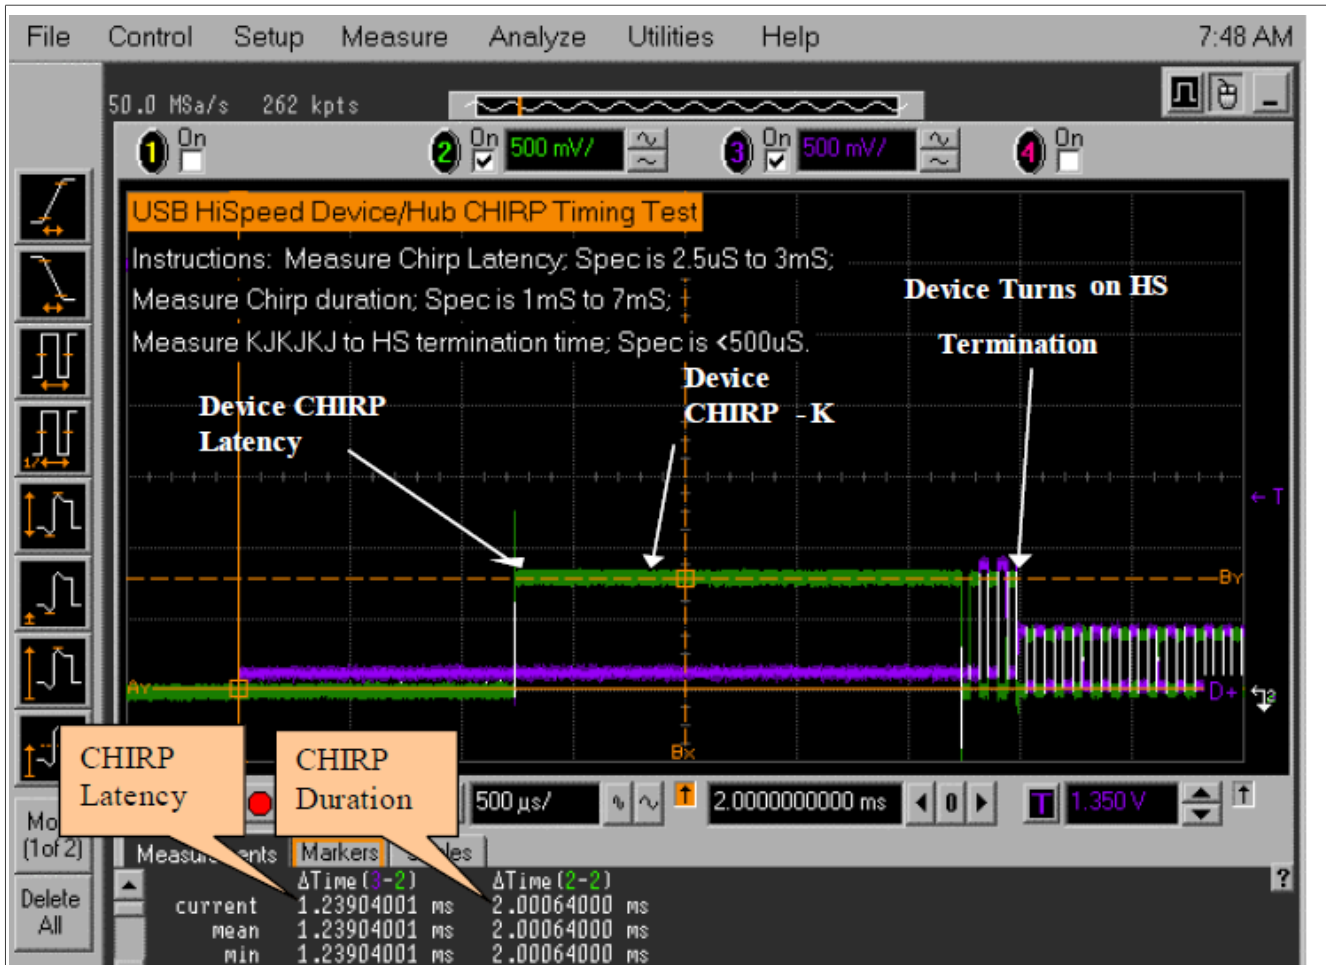 File Control Setup Measure Analyze Utilities Help 7:48 AM
50.0 MSa/s 262 kpts
1 On 2 On 500 mV/ 3 On 500 mV/ 4 On
USB HiSpeed Device/Hub CHIRP Timing Test
Instructions: Measure Chirp Latency; Spec is 2.5uS to 3mS;
Measure Chirp duration; Spec is 1mS to 7mS;
Measure KJKJKJ to HS termination time; Spec is <500uS.
Device Turns on HS
Termination
Device
CHIRP - K
Device CHIRP
Latency
T
By
Ay
D+
Bx
CHIRP
Latency
CHIRP
Duration
500 µs/ 2.0000000000 ms 0 T 1.350 V
(1of 2)
Measurements Markers
Delete
All
ΔTime(3-2) ΔTime(2-2)
current 1.23904001 ms 2.00064000 ms
mean 1.23904001 ms 2.00064000 ms
min 1.23904001 ms 2.00064000 ms
?